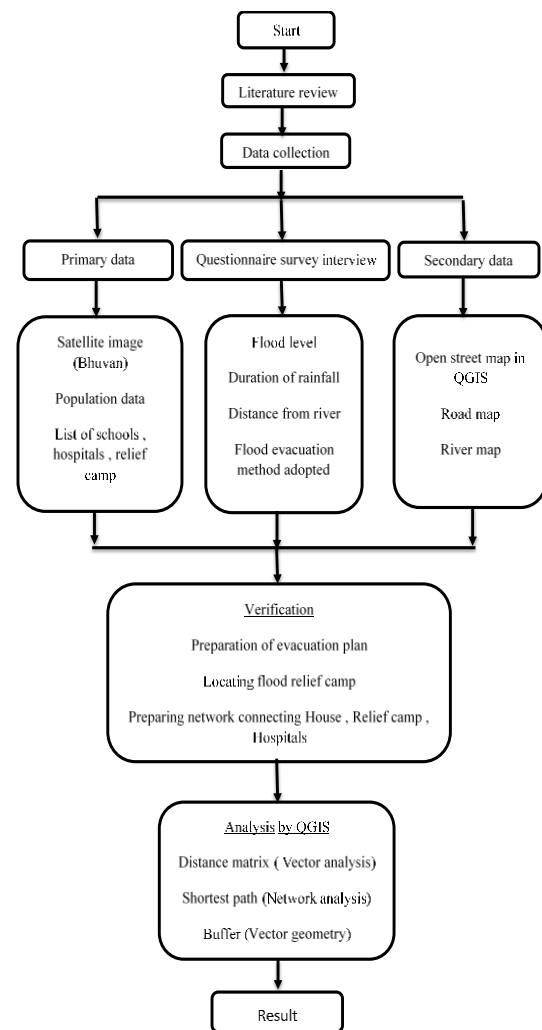 Start
Literature review
Data collection
Primary data
Questionnaire survey interview
Secondary data
Satellite image
(Bhuvan)
Population data
List of schools ,
hospitals , relief
camp
Flood level
Duration of rainfall
Distance from river
Flood evacuation
method adopted
Open street map in
QGIS
Road map
River map
Verification
Preparation of evacuation plan
Locating flood relief camp
Preparing network connecting House , Relief camp ,
Hospitals
Analysis by QGIS
Distance matrix ( Vector analysis)
Shortest path (Network analysis)
Buffer (Vector geometry)
Result